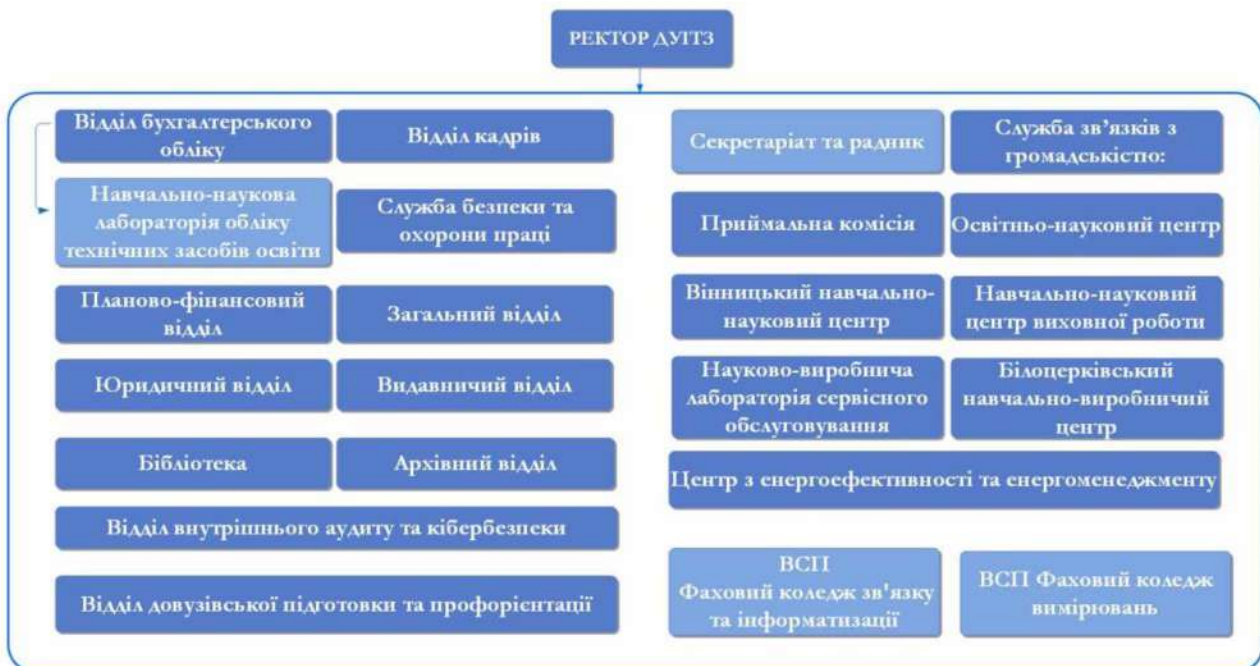 РЕКТОР ДУІТЗ
Відділ бухгалтерського
обліку
Відділ кадрів
Навчально-наукова
лабораторія обліку
технічних засобів освіти
Служба безпеки та
охорони праці
Планово-фінансовий
відділ
Загальний відділ
Юридичний відділ
Видавничий відділ
Бібліотека
Архівний відділ
Відділ внутрішнього аудиту та кібербезпеки
Відділ довузівської підготовки та профорієнтації
Секретаріат та радник
Служба зв’язків з
громадськістю:
Приймальна комісія
Освітньо-науковий центр
Вінницький навчально-
науковий центр
Навчально-науковий
центр виховної роботи
Науково-виробнича
лабораторія сервісного
обслуговування
Білоцерківський
навчально-виробничий
центр
Центр з енергоефективності та енергоменеджменту
ВСП
Фаховий коледж зв'язку
та інформатизації
ВСП Фаховий коледж
вимірювань